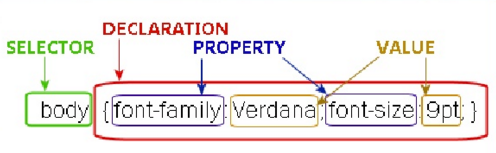 DECLARATION
SELECTOR PROPERTY VALUE
body { font-family: Verdana; font-size: 9pt; }